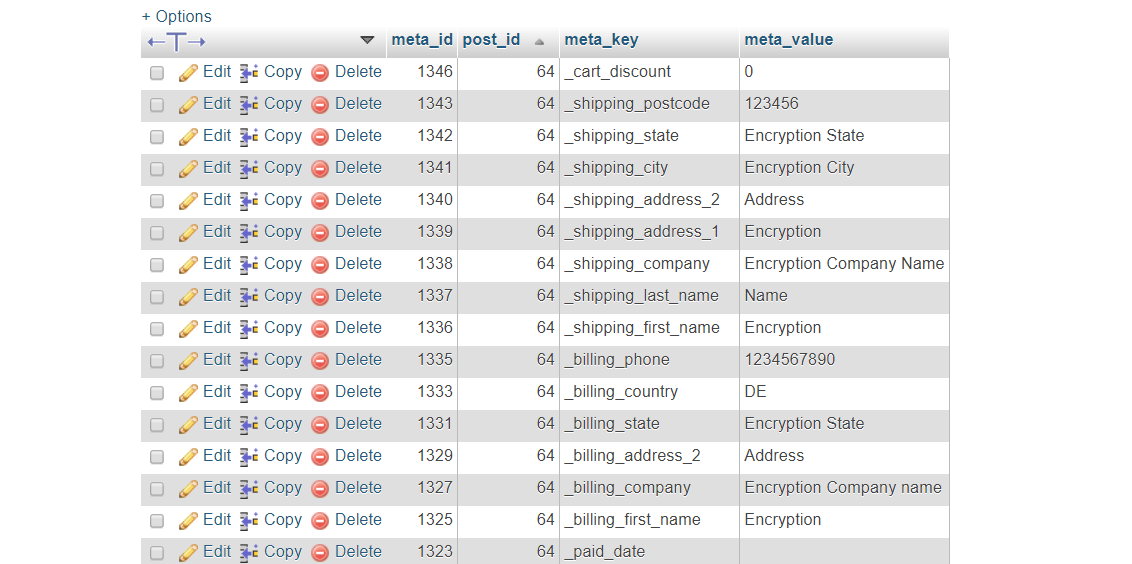 + Options
meta_id post_id meta_key meta_value
Edit Copy Delete 1346 64 _cart_discount 0
Edit Copy Delete 1343 64 _shipping_postcode 123456
Edit Copy Delete 1342 64 _shipping_state Encryption State
Edit Copy Delete 1341 64 _shipping_city Encryption City
Edit Copy Delete 1340 64 _shipping_address_2 Address
Edit Copy Delete 1339 64 _shipping_address_1 Encryption
Edit Copy Delete 1338 64 _shipping_company Encryption Company Name
Edit Copy Delete 1337 64 _shipping_last_name Name
Edit Copy Delete 1336 64 _shipping_first_name Encryption
Edit Copy Delete 1335 64 _billing_phone 1234567890
Edit Copy Delete 1333 64 _billing_country DE
Edit Copy Delete 1331 64 _billing_state Encryption State
Edit Copy Delete 1329 64 _billing_address_2 Address
Edit Copy Delete 1327 64 _billing_company Encryption Company name
Edit Copy Delete 1325 64 _billing_first_name Encryption
Edit Copy Delete 1323 64 _paid_date